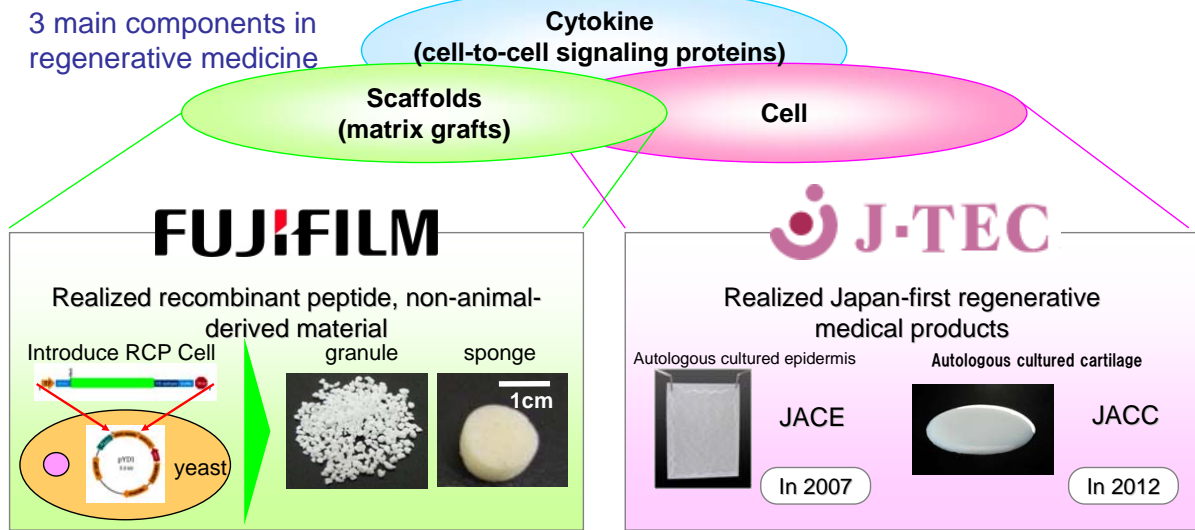 3 main components in
regenerative medicine
Cytokine
(cell-to-cell signaling proteins)
Scaffolds
(matrix grafts)
Cell
FUJIFILM
Realized recombinant peptide, non-animal-
derived material
Introduce RCP Cell
granule
sponge
1cm
pYD1
yeast
J-TEC
Realized Japan-first regenerative
medical products
Autologous cultured epidermis
JACE
In 2007
Autologous cultured cartilage
JACC
In 2012